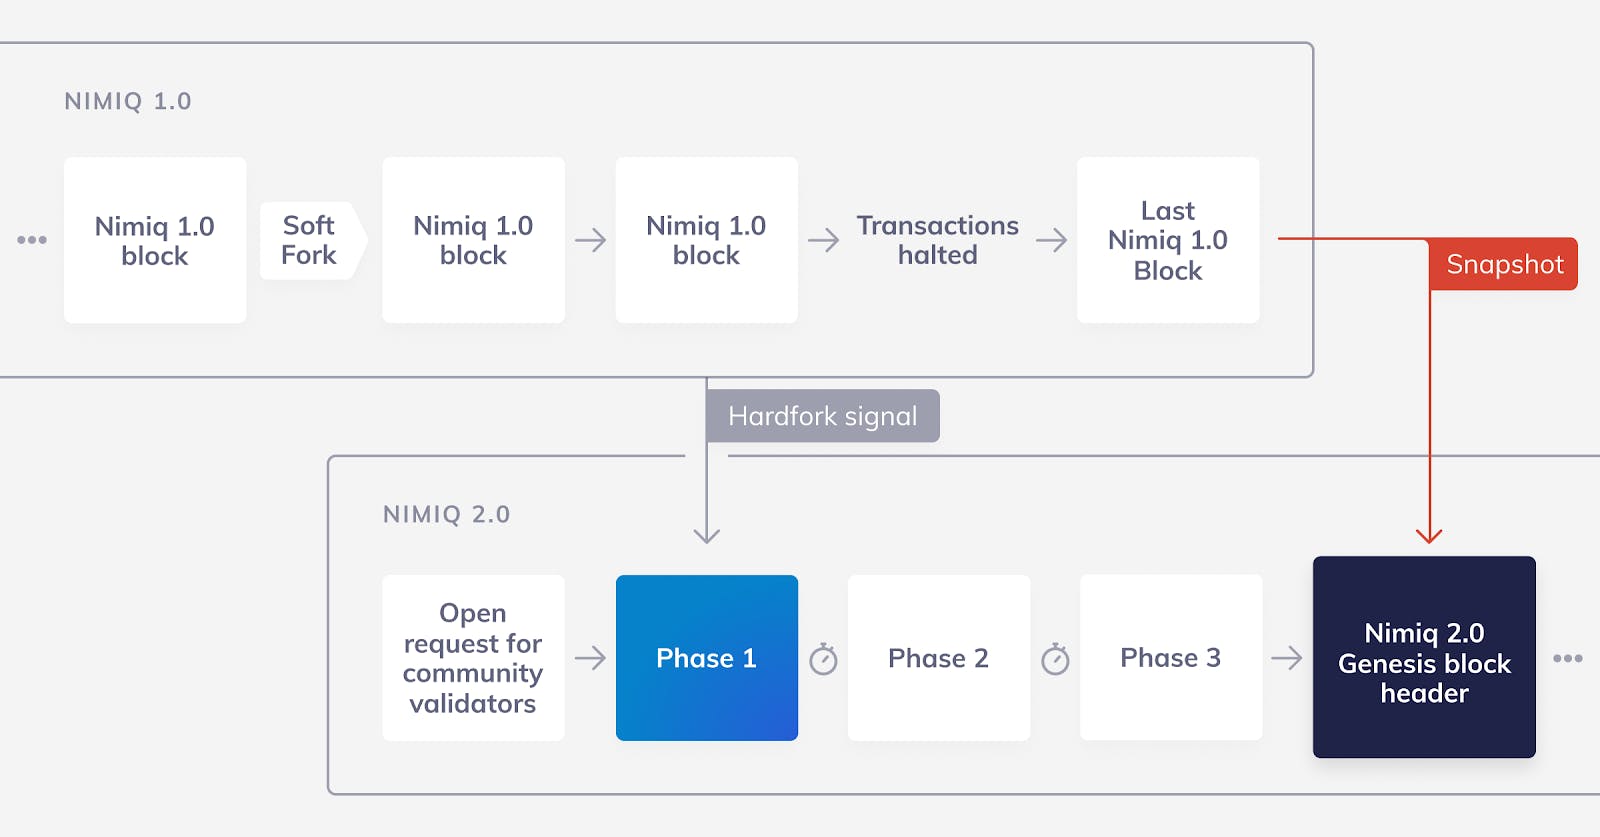 NIMIQ 1.0
Nimiq 1.0
block
Soft
Fork
Nimiq 1.0
block
Nimiq 1.0
block
Transactions
halted
Last
Nimiq 1.0
Block
Snapshot
Hardfork signal
NIMIQ 2.0
Open
request for
community
validators
Phase 1
Phase 2
Phase 3
Nimiq 2.0
Genesis block
header